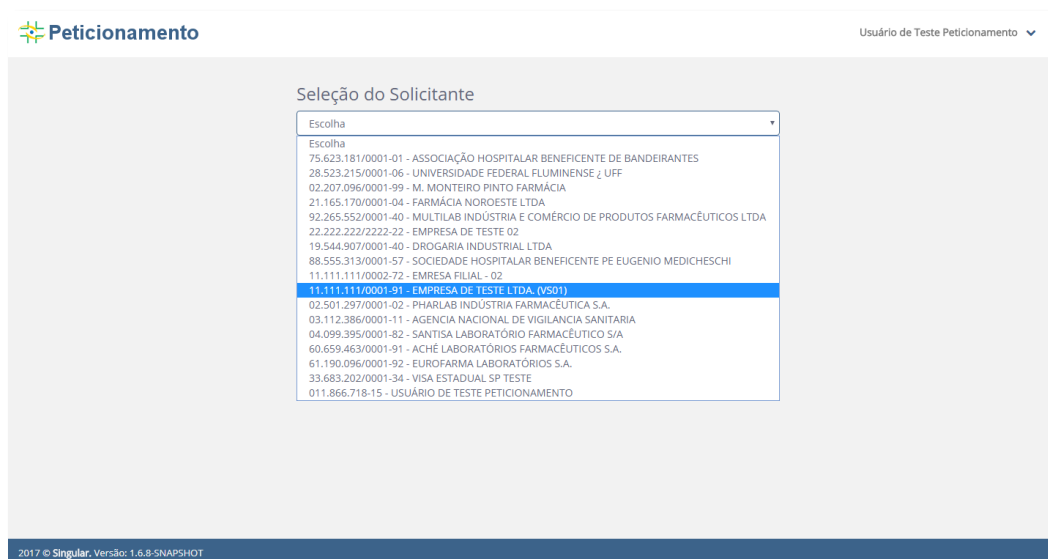 Peticionamento
Usuário de Teste Peticionamento
Seleção do Solicitante
Escolha
Escolha
75.623.181/0001-01 - ASSOCIAÇÃO HOSPITALAR BENEFICENTE DE BANDEIRANTES
28.523.215/0001-06 - UNIVERSIDADE FEDERAL FLUMINENSE ¿ UFF
02.207.096/0001-99 - M. MONTEIRO PINTO FARMÁCIA
21.165.170/0001-04 - FARMÁCIA NOROESTE LTDA
92.265.552/0001-40 - MULTILAB INDÚSTRIA E COMÉRCIO DE PRODUTOS FARMACÊUTICOS LTDA
22.222.222/2222-22 - EMPRESA DE TESTE 02
19.544.907/0001-40 - DROGARIA INDUSTRIAL LTDA
88.555.313/0001-57 - SOCIEDADE HOSPITALAR BENEFICENTE PE EUGENIO MEDICHESCHI
11.111.111/0002-72 - EMRESA FILIAL - 02
11.111.111/0001-91 - EMPRESA DE TESTE LTDA. (VS01)
02.501.297/0001-02 - PHARLAB INDÚSTRIA FARMACÊUTICA S.A.
03.112.386/0001-11 - AGENCIA NACIONAL DE VIGILANCIA SANITARIA
04.099.395/0001-82 - SANTISA LABORATÓRIO FARMACÊUTICO S/A
60.659.463/0001-91 - ACHÉ LABORATÓRIOS FARMACÊUTICOS S.A.
61.190.096/0001-92 - EUROFARMA LABORATÓRIOS S.A.
33.683.202/0001-34 - VISA ESTADUAL SP TESTE
011.866.718-15 - USUÁRIO DE TESTE PETICIONAMENTO
2017 © Singular. Versão: 1.6.8-SNAPSHOT